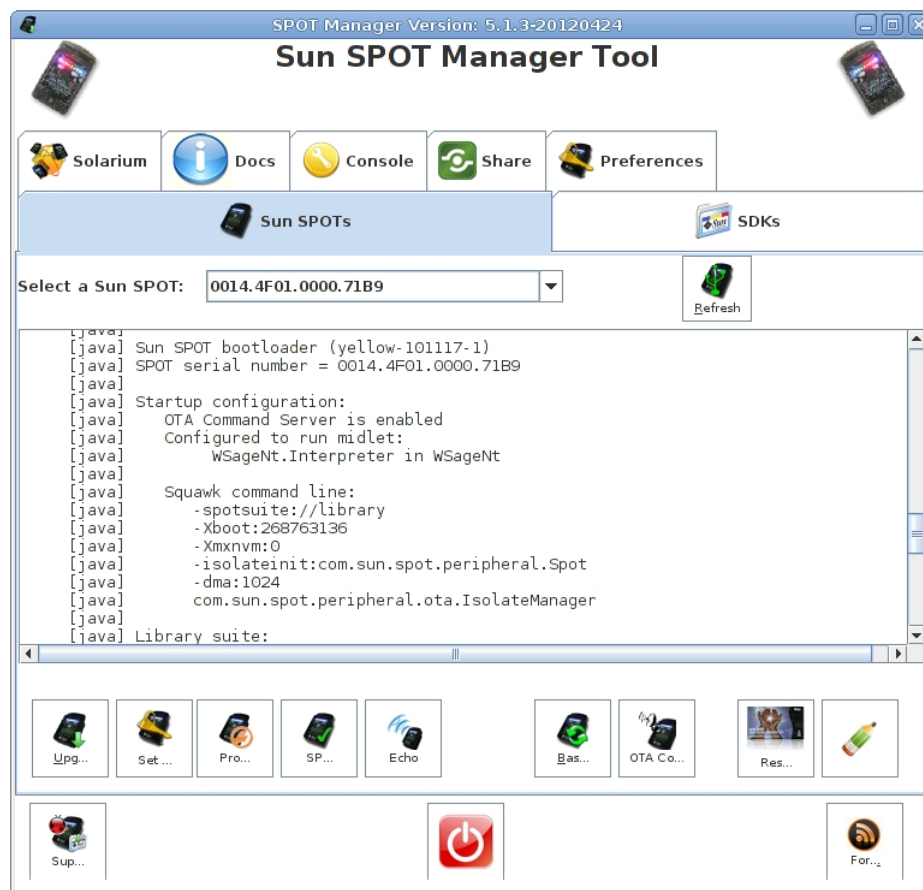 SPOT Manager Version: 5.1.3-20120424
Sun SPOT Manager Tool
Solarium
Docs
Console
Share
Preferences
Sun SPOTs
SDKs
Select a Sun SPOT:
0014.4F01.0000.71B9
Refresh
[java]
[java] Sun SPOT bootloader (yellow-101117-1)
[java] SPOT serial number = 0014.4F01.0000.71B9
[java]
[java] Startup configuration:
[java] OTA Command Server is enabled
[java] Configured to run midlet:
[java] WSageNt.Interpreter in WSageNt
[java]
[java] Squawk command line:
[java] -spotsuite://library
[java] -Xboot:268763136
[java] -Xmxnvm:0
[java] -isolateinit:com.sun.spot.peripheral.Spot
[java] -dma:1024
[java] com.sun.spot.peripheral.ota.IsolateManager
[java]
[java] Library suite:
Upg...
Set ...
Pro...
SP...
Echo
Bas...
OTA Co...
Res...
Sup...
For...